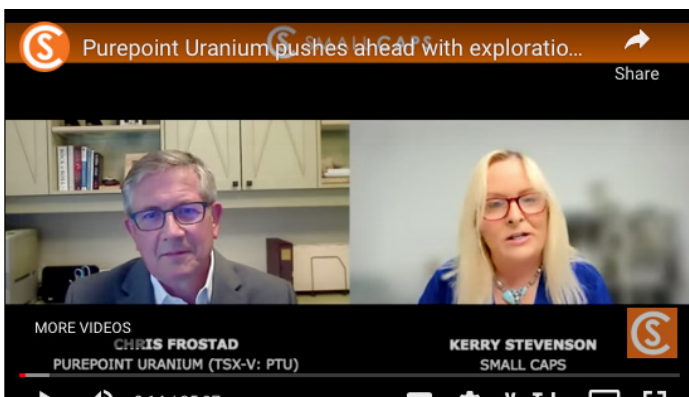 Purepoint Uranium pushes ahead with exploratio...
SMALL CAPS
Share
MORE VIDEOS
CHRIS FROSTAD
PUREPOINT URANIUM (TSX-V: PTU)
KERRY STEVENSON
SMALL CAPS